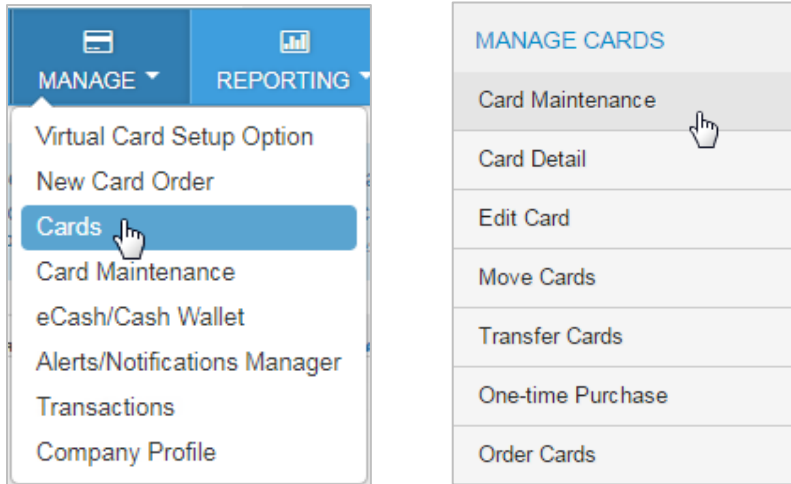 MANAGE
REPORTING
Virtual Card Setup Option
New Card Order
Cards
Card Maintenance
eCash/Cash Wallet
Alerts/Notifications Manager
Transactions
Company Profile
MANAGE CARDS
Card Maintenance
Card Detail
Edit Card
Move Cards
Transfer Cards
One-time Purchase
Order Cards